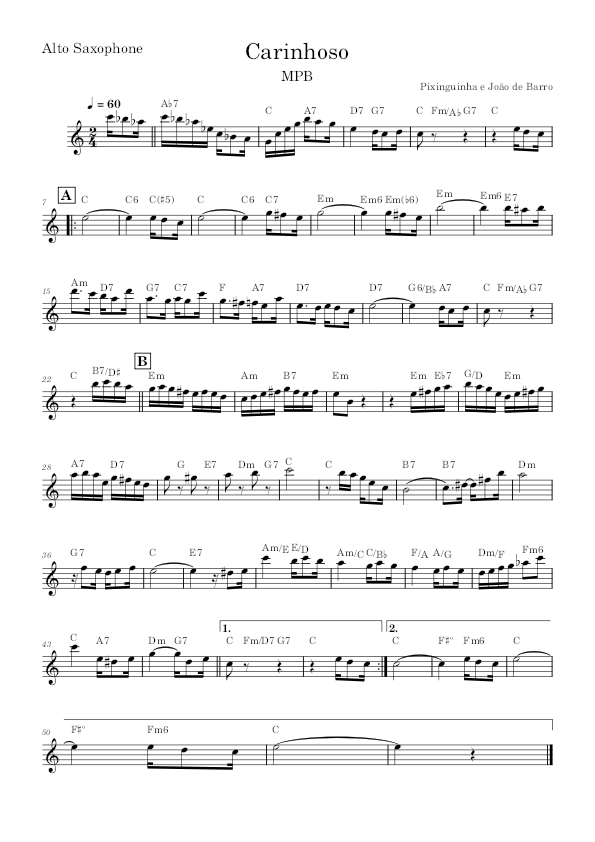 Alto Saxophone
Carinhoso
MPB
Pixinguinha e João de Barro
♩ = 60
A♭7 C A7 D7 G7 C Fm/A♭ G7 C
2
4
A
7 C C6 C(♯5) C C6 C7 Em Em6 Em(♭6) Em Em6 E7
15 Am D7 G7 C7 F A7 D7 D7 G6/B♭ A7 C Fm/A♭ G7
B
22 C B7/D♯ Em Am B7 Em Em E♭7 G/D Em
28 A7 D7 G G♯ E7 Am Dm G7 C C B7 B7 Dm
36 G7 C E7 Am/E E/D Am/C C/B♭ F/A A/G Dm/F Fm6
1. 2.
43 C A7 Dm G7 C Fm/D7 G7 C C F♯° Fm6 C
50 F♯° Fm6 C